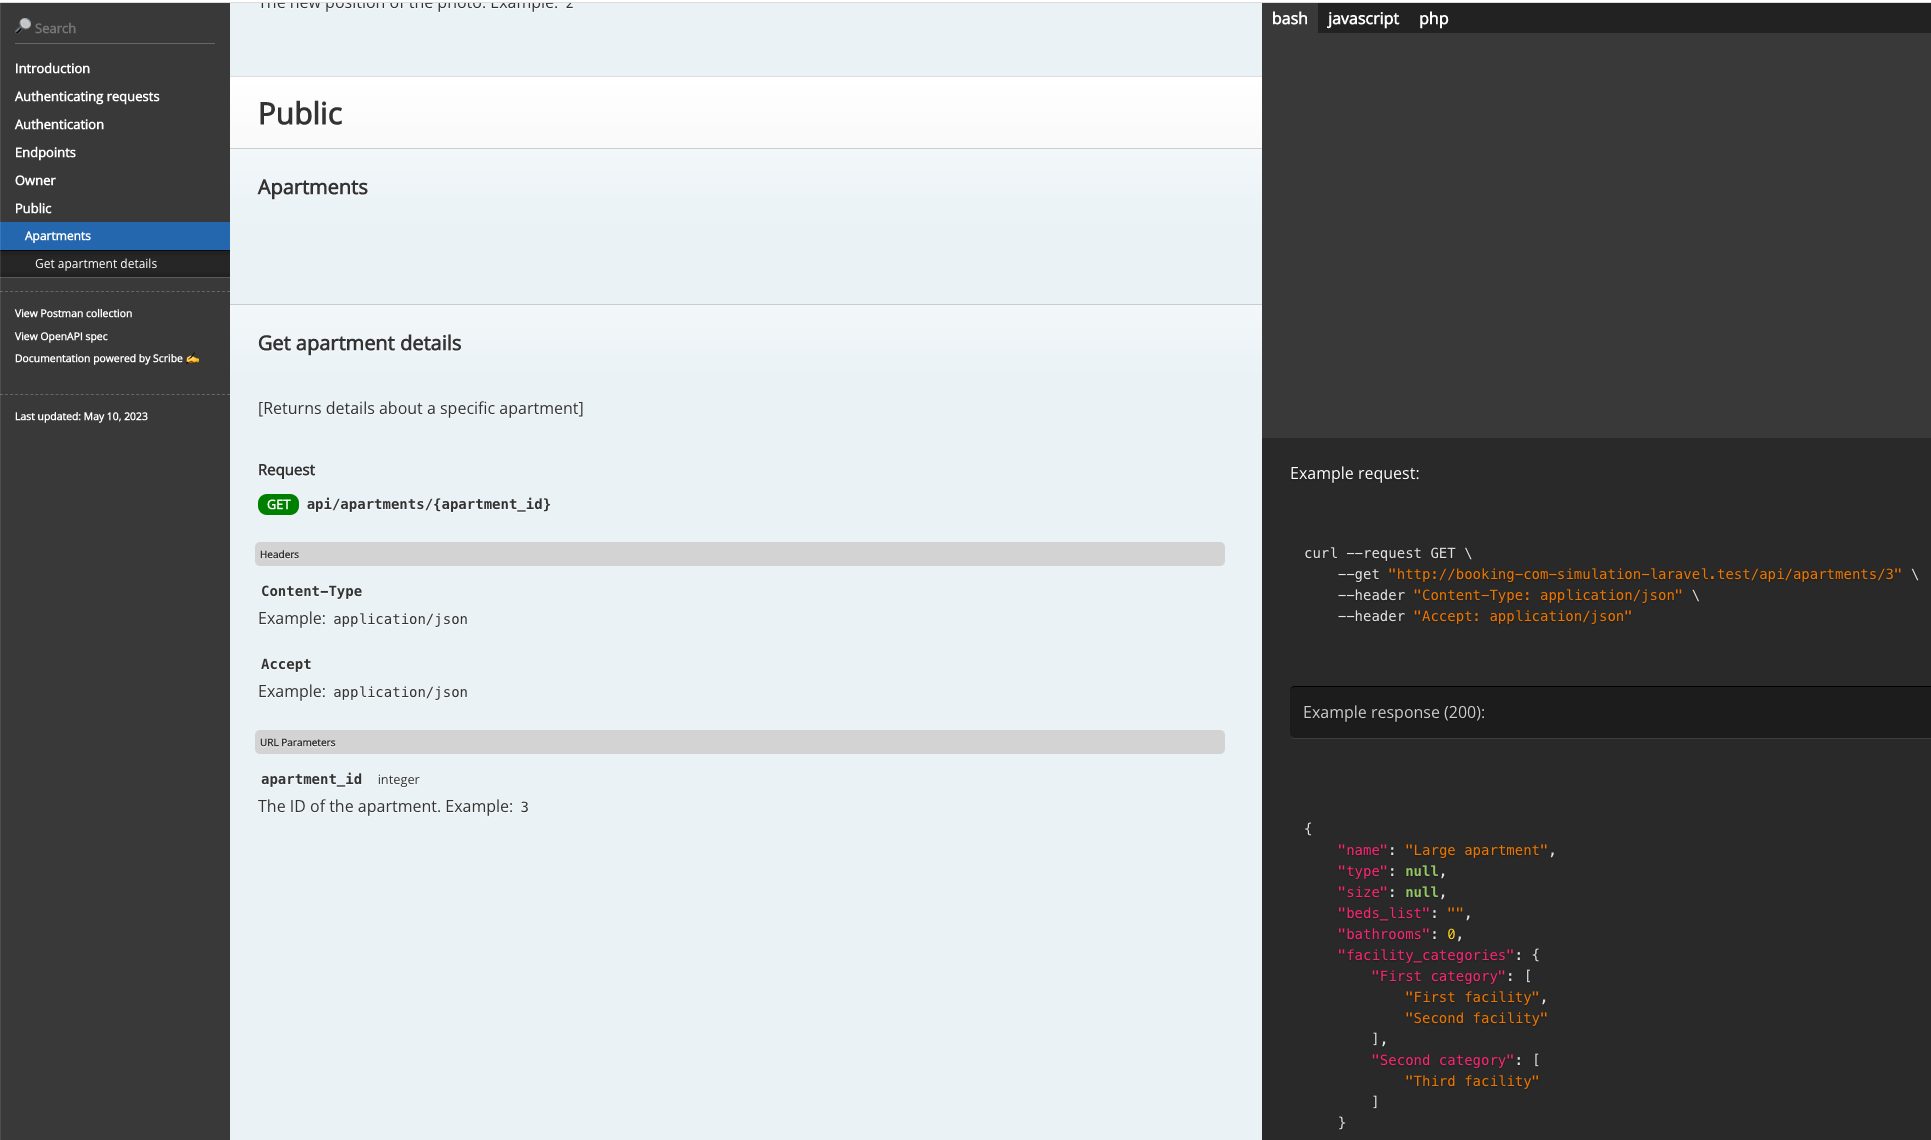 Search
Introduction
Authenticating requests
Authentication
Endpoints
Owner
Public
Apartments
Get apartment details
View Postman collection
View OpenAPI spec
Documentation powered by Scribe ✍
Last updated: May 10, 2023
The new position of the photo. Example: 2
Public
Apartments
Get apartment details
[Returns details about a specific apartment]
Request
GET api/apartments/{apartment_id}
Headers
Content-Type
Example: application/json
Accept
Example: application/json
URL Parameters
apartment_id integer
The ID of the apartment. Example: 3
bash javascript php
Example request:
curl --request GET \
    --get "http://booking-com-simulation-laravel.test/api/apartments/3" \
    --header "Content-Type: application/json" \
    --header "Accept: application/json"
Example response (200):
{
    "name": "Large apartment",
    "type": null,
    "size": null,
    "beds_list": "",
    "bathrooms": 0,
    "facility_categories": {
        "First category": [
            "First facility",
            "Second facility"
        ],
        "Second category": [
            "Third facility"
        ]
    }